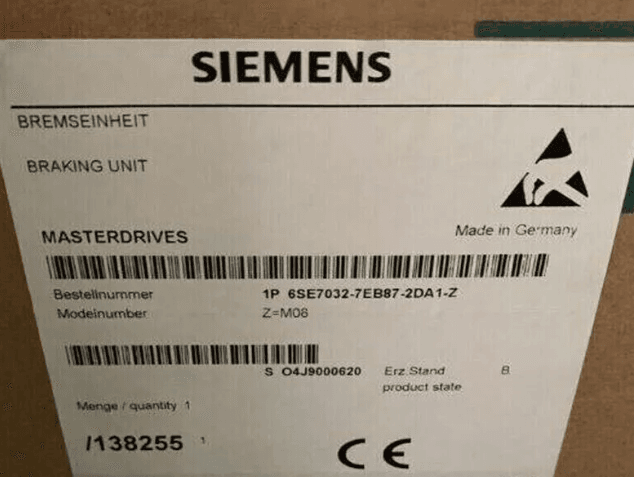 SIEMENS
BREMSEINHEIT
BRAKING UNIT
MASTERDRIVES
Made in Germany
Bestellnummer 1P 6SE7032-7EB87-2DA1-Z
Modelnumber Z=M08
S O4J9000620 Erz.Stand B
product state
Menge / quantity 1
/138255 1
CE